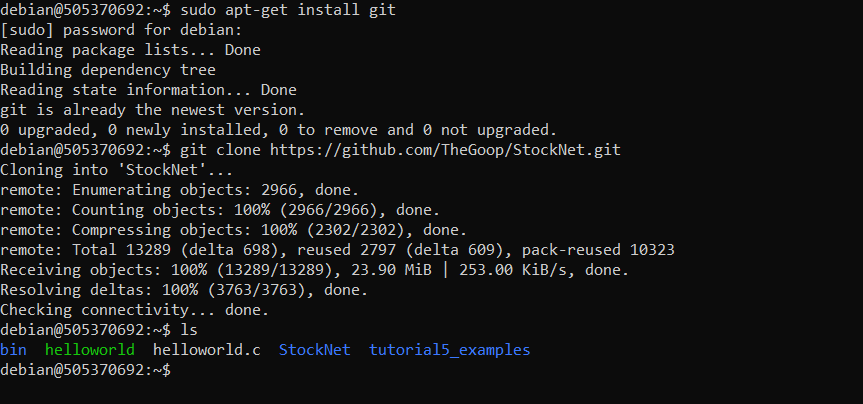 debian@505370692:~$ sudo apt-get install git
[sudo] password for debian:
Reading package lists... Done
Building dependency tree
Reading state information... Done
git is already the newest version.
0 upgraded, 0 newly installed, 0 to remove and 0 not upgraded.
debian@505370692:~$ git clone https://github.com/TheGoop/StockNet.git
Cloning into 'StockNet'...
remote: Enumerating objects: 2966, done.
remote: Counting objects: 100% (2966/2966), done.
remote: Compressing objects: 100% (2302/2302), done.
remote: Total 13289 (delta 698), reused 2797 (delta 609), pack-reused 10323
Receiving objects: 100% (13289/13289), 23.90 MiB | 253.00 KiB/s, done.
Resolving deltas: 100% (3763/3763), done.
Checking connectivity... done.
debian@505370692:~$ ls
bin  helloworld  helloworld.c  StockNet  tutorial5_examples
debian@505370692:~$